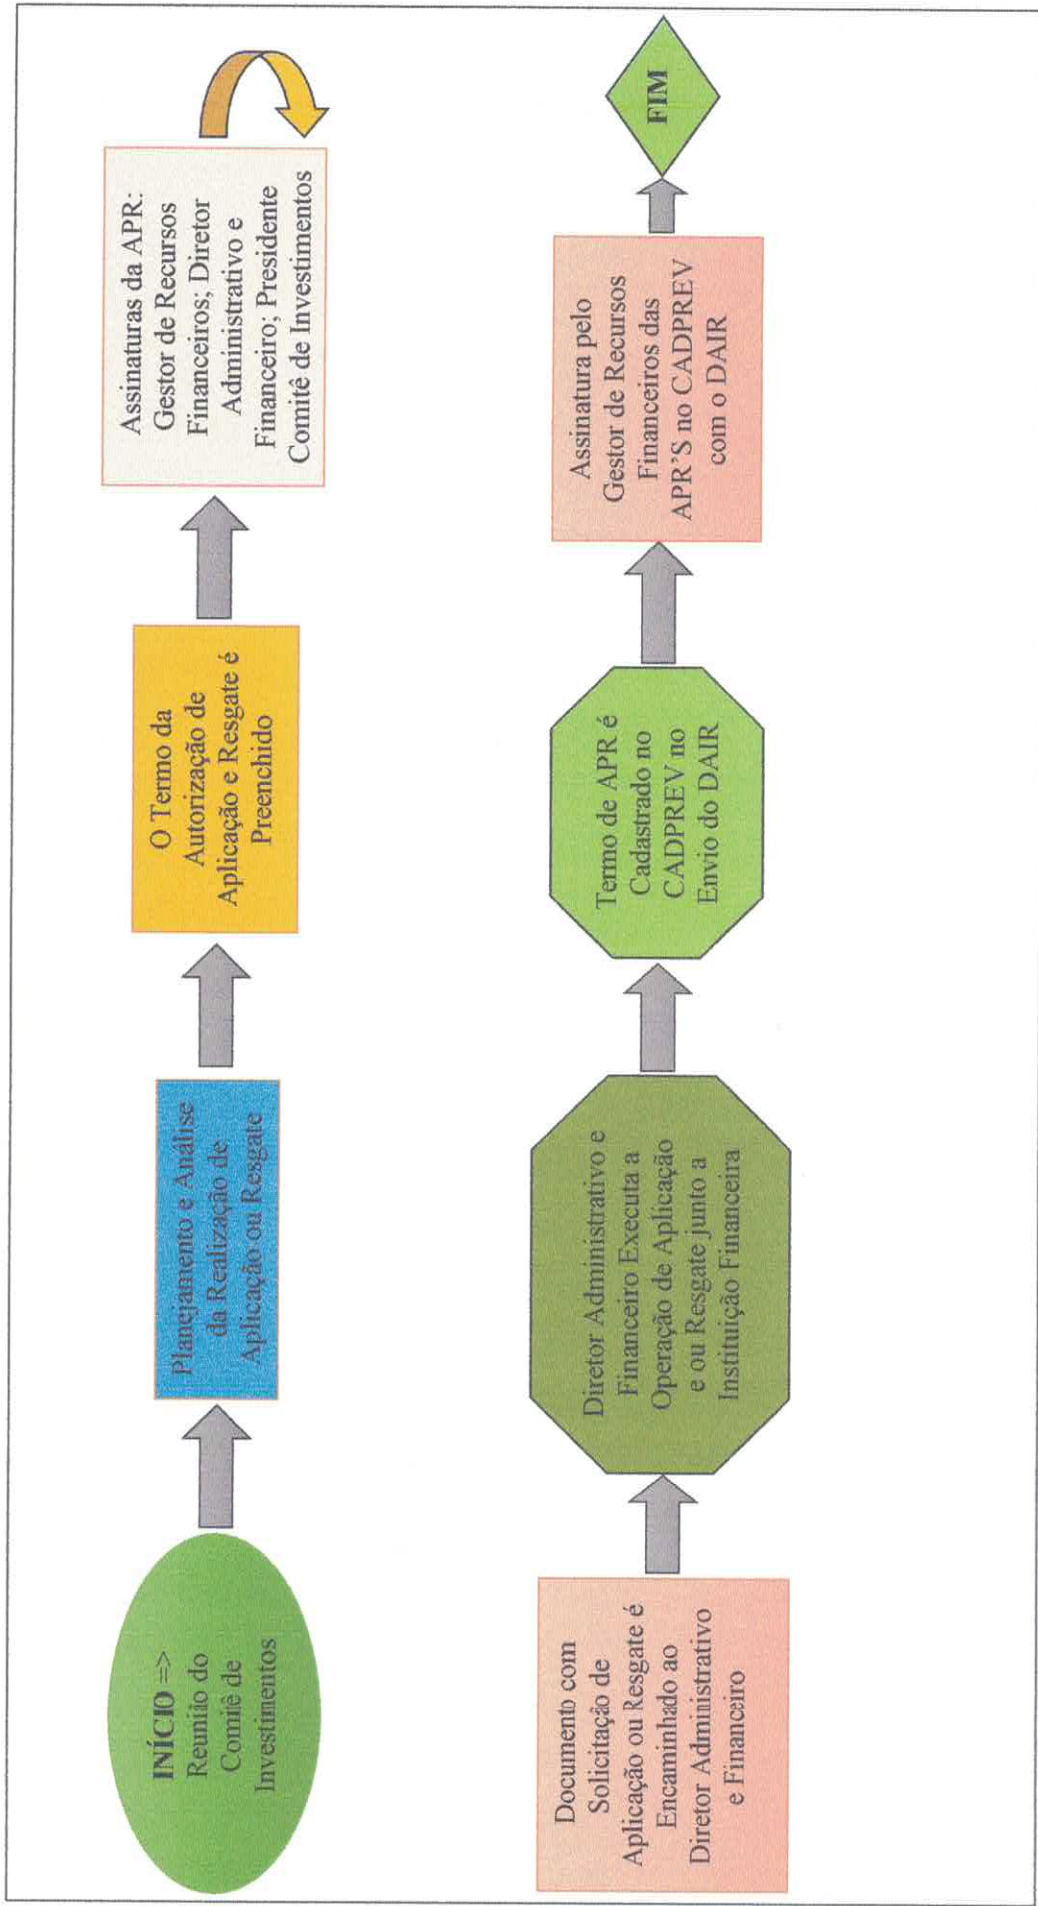 INÍCIO =>
Reunião do
Comitê de
Investimentos
Planejamento e Análise
da Realização de
Aplicação ou Resgate
O Termo da
Autorização de
Aplicação e Resgate é
Preenchido
Assinaturas da APR:
Gestor de Recursos
Financeiros; Diretor
Administrativo e
Financeiro; Presidente
Comitê de Investimentos
Documento com
Solicitação de
Aplicação ou Resgate é
Encaminhado ao
Diretor Administrativo
e Financeiro
Diretor Administrativo e
Financeiro Executa a
Operação de Aplicação
e ou Resgate junto a
Instituição Financeira
Termo de APR é
Cadastrado no
CADPREV no
Envio do DAIR
Assinatura pelo
Gestor de Recursos
Financeiros das
APR'S no CADPREV
com o DAIR
FIM